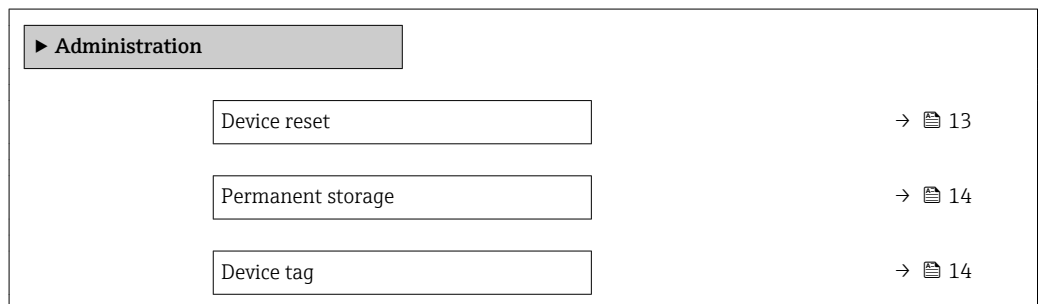 ▶ Administration
Device reset → 13
Permanent storage → 14
Device tag → 14